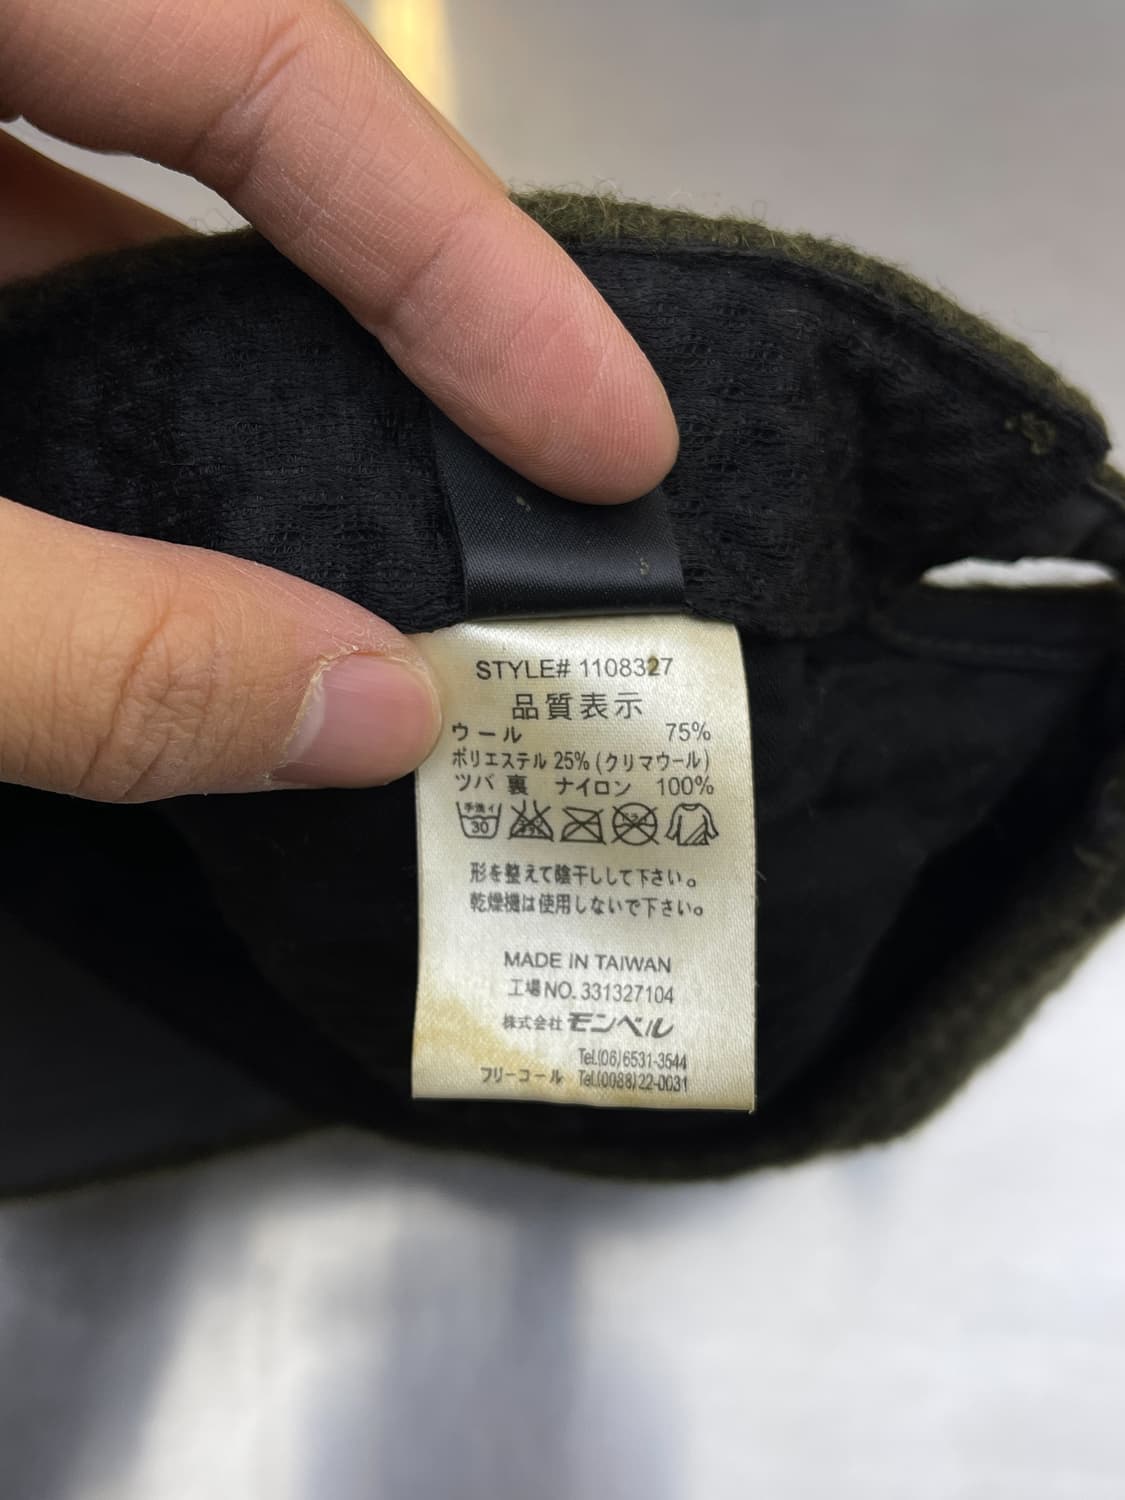 STYLE# 1108327
品質表示
ウール 75%
ポリエステル 25% (クリマウール)
ツバ 裏 ナイロン 100%
手洗イ 30
形を整えて陰干しして下さい。
乾燥機は使用しないで下さい。
MADE IN TAIWAN
工場NO. 331327104
株式会社 モンベル
Tel.(06)6531-3544
フリーコール Tel.(0088)22-0031